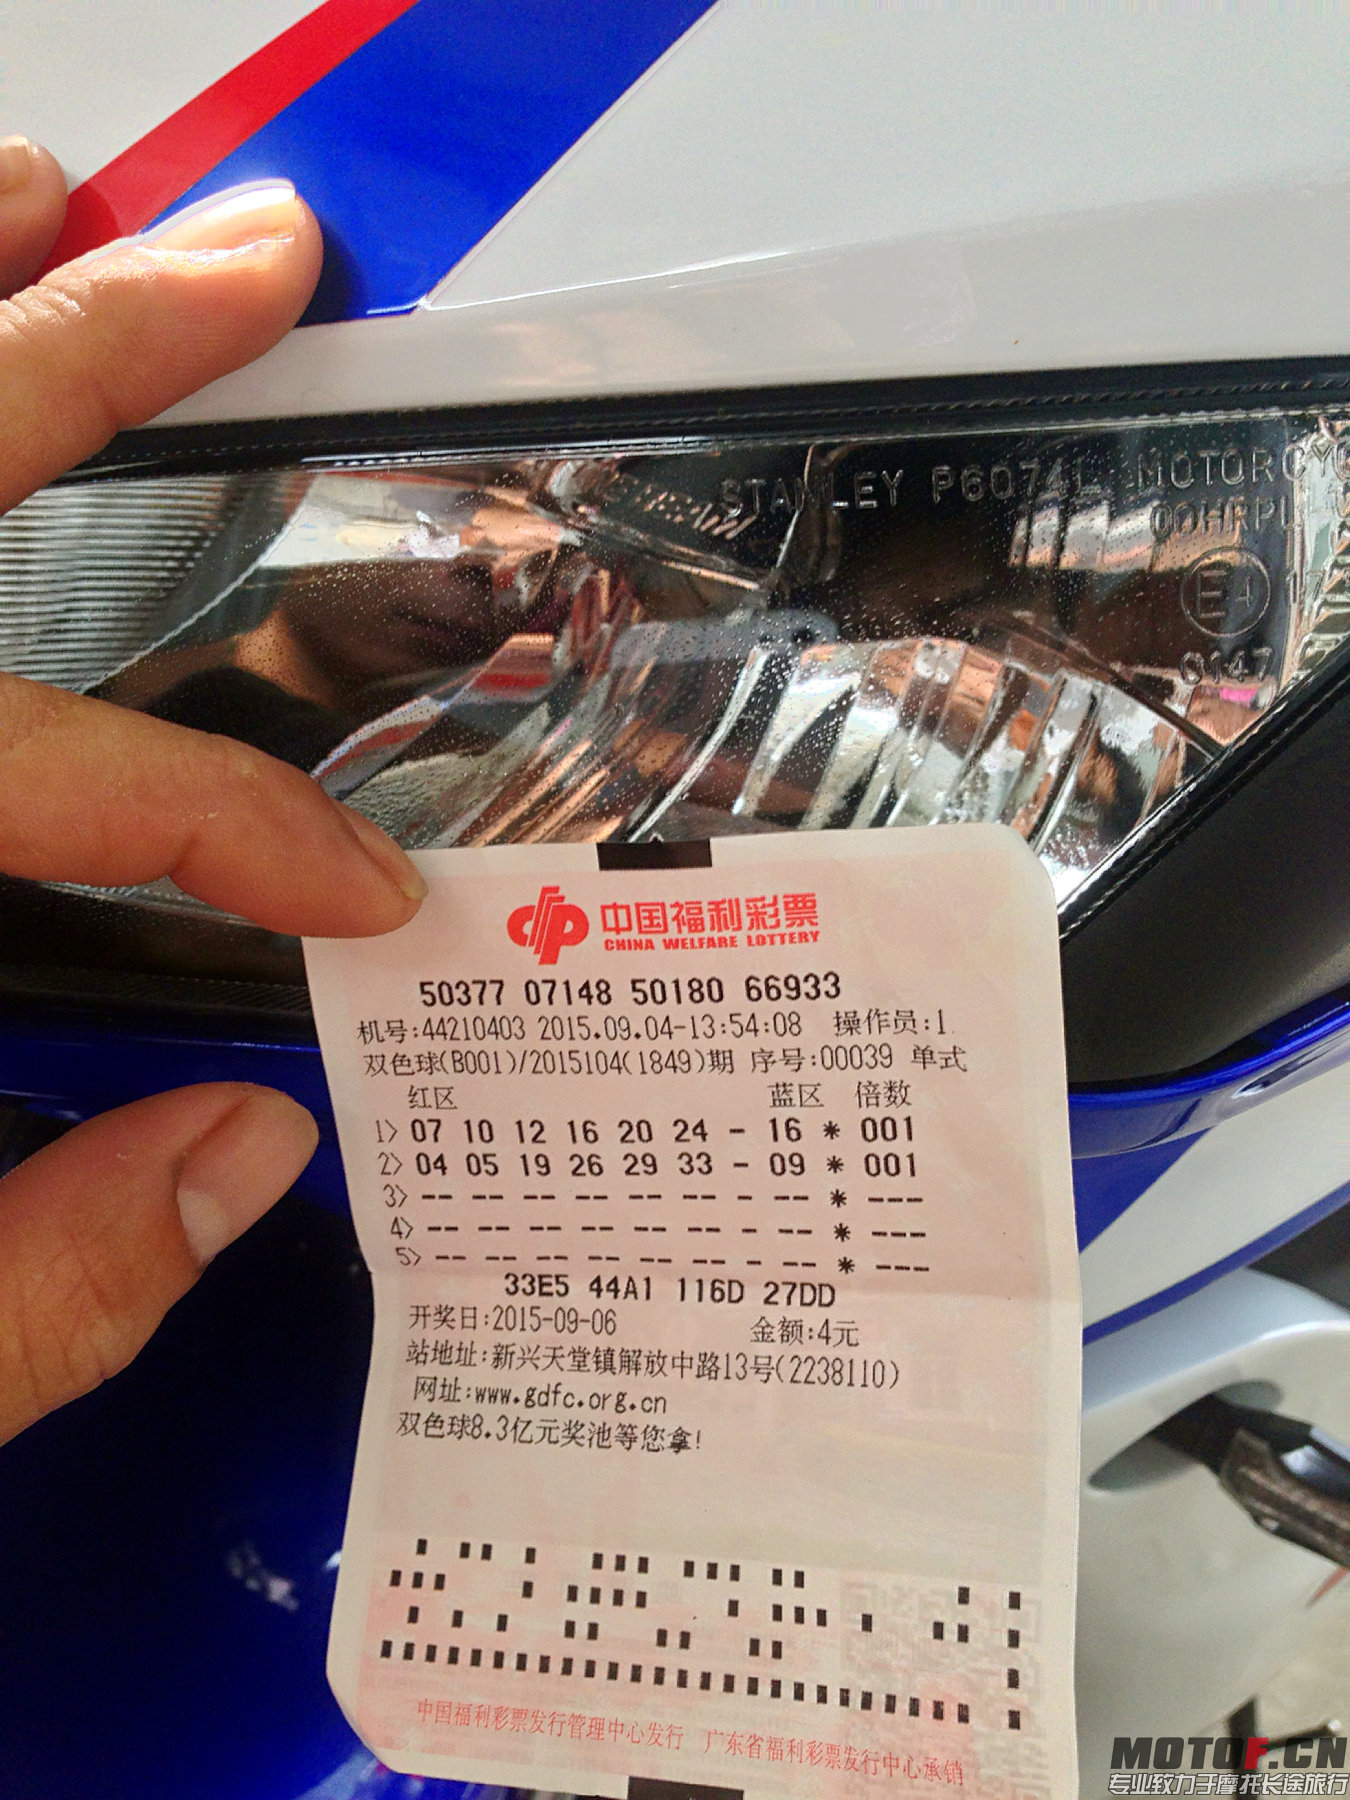 STANLEY P6074L MOTORCYC
00HRPL
E4 17
0147
中国福利彩票
CHINA WELFARE LOTTERY
50377 07148 50180 66933
机号:44210403 2015.09.04-13:54:08 操作员:1
双色球(B001)/2015104(1849)期 序号:00039 单式
红区 蓝区 倍数
1> 07 10 12 16 20 24 - 16 * 001
2> 04 05 19 26 29 33 - 09 * 001
3> -- -- -- -- -- -- - -- * ---
4> -- -- -- -- -- -- - -- * ---
5> -- -- -- -- -- -- - -- * ---
33E5 44A1 116D 27DD
开奖日:2015-09-06 金额:4元
站地址:新兴天堂镇解放中路13号(2238110)
网址:www.gdfc.org.cn
双色球8.3亿元奖池等您拿!
中国福利彩票发行管理中心发行 广东省福利彩票发行中心承销
MOTOF.CN
专业致力于摩托长途旅行